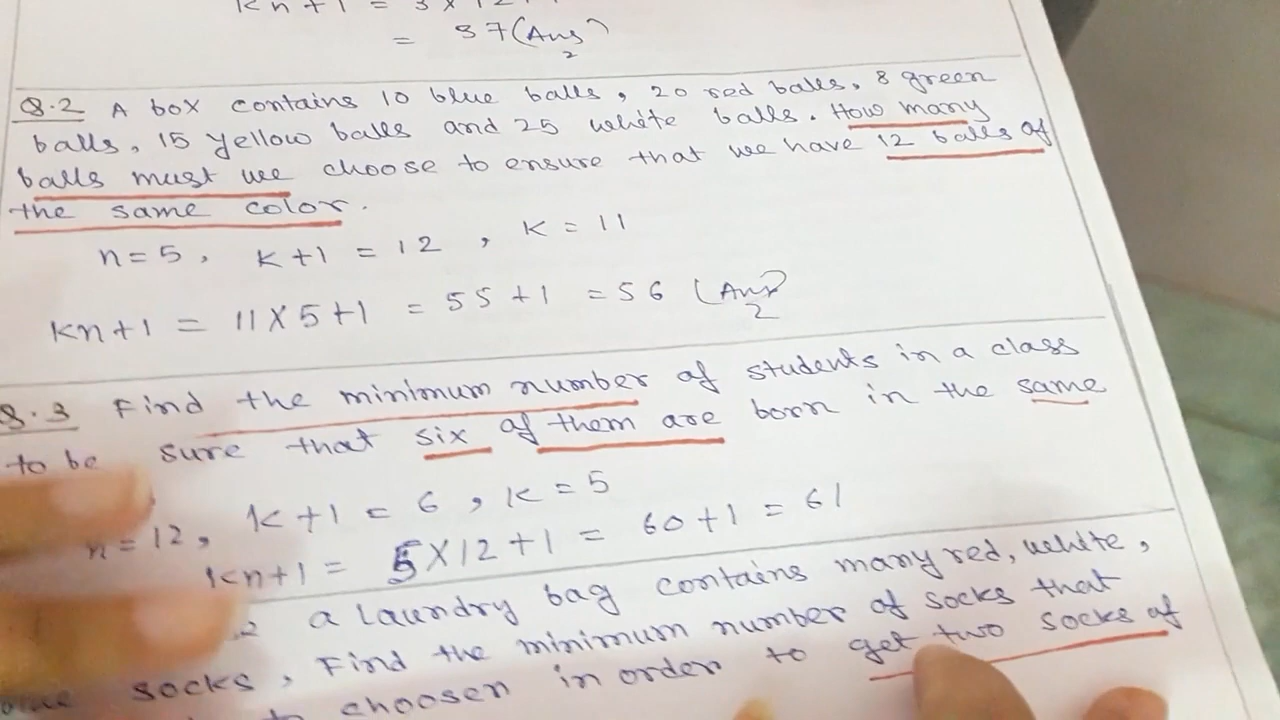 kn+1 = 3×12+1
= 37 (Ans)
Q.2 A box contains 10 blue balls, 20 red balls, 8 green
balls, 15 yellow balls and 25 white balls. How many
balls must we choose to ensure that we have 12 balls of
the same color.
n=5, k+1 = 12, k = 11
kn+1 = 11×5+1 = 55+1 = 56 (Ans)
Q.3 Find the minimum number of students in a class
to be sure that six of them are born in the same
n=12, k+1 = 6, k=5
kn+1 = 5×12+1 = 60+1 = 61
a laundry bag contains many red, white,
socks, Find the minimum number of socks that
choosen in order to get two socks of